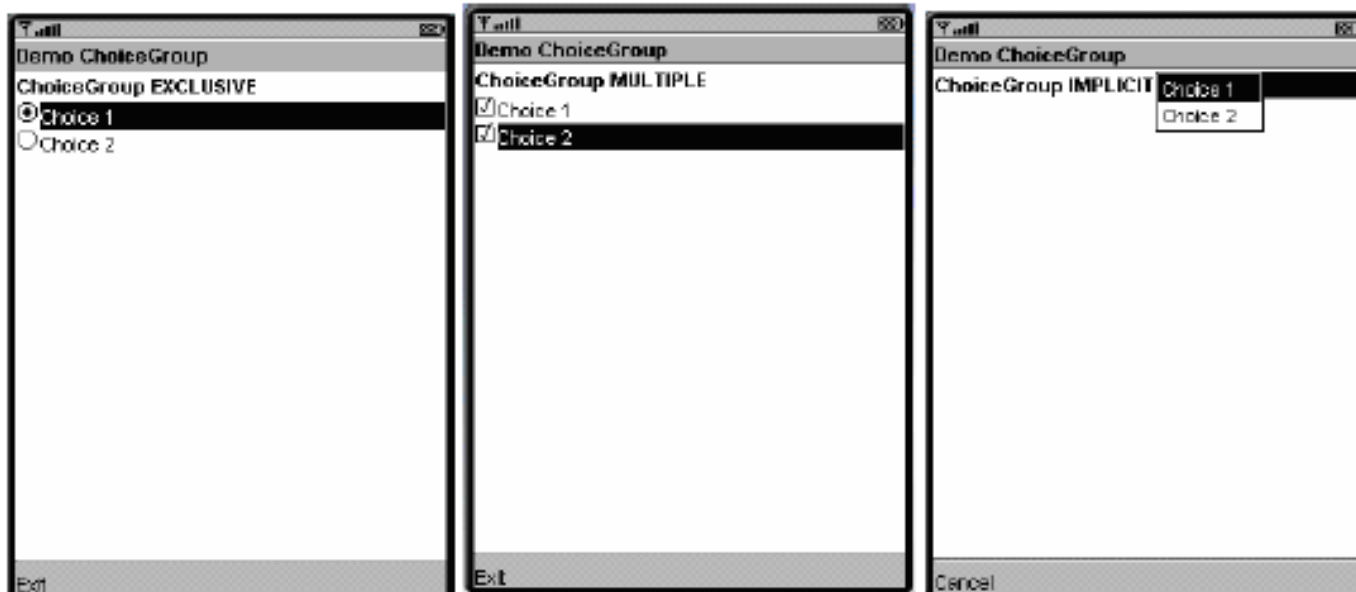 Demo ChoiceGroup
ChoiceGroup EXCLUSIVE
Choice 1
Choice 2
Exit
Demo ChoiceGroup
ChoiceGroup MULTIPLE
Choice 1
Choice 2
Exit
Demo ChoiceGroup
ChoiceGroup IMPLICIT Choice 1
Choice 2
Cancel